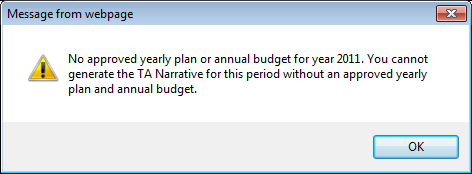 Message from webpage
No approved yearly plan or annual budget for year 2011. You cannot
generate the TA Narrative for this period without an approved yearly
plan and annual budget.
OK